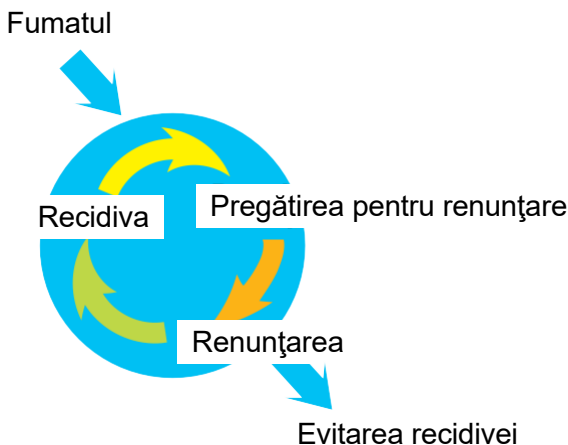 Fumatul
Recidiva
Pregătirea pentru renunţare
Renunţarea
Evitarea recidivei